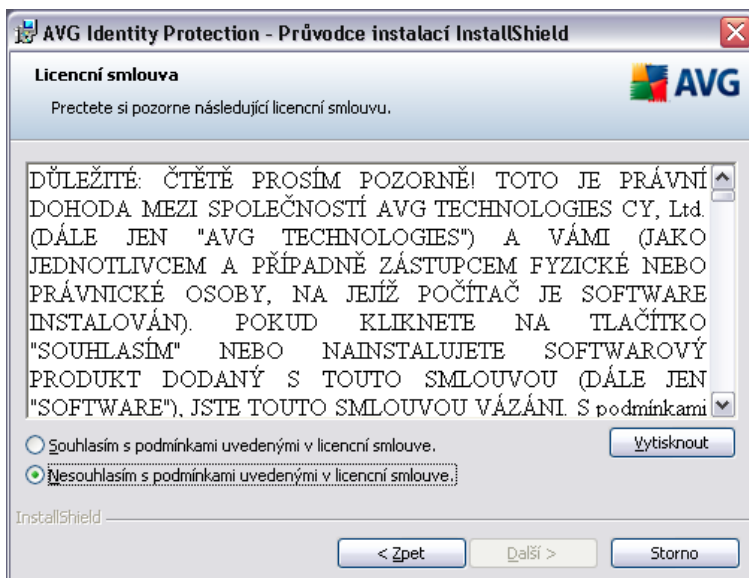 AVG Identity Protection - Průvodce instalací InstallShield
Licencní smlouva
Prectete si pozorne následující licencní smlouvu.
AVG
DŮLEŽITÉ: ČTĚTĚ PROSÍM POZORNĚ! TOTO JE PRÁVNÍ
DOHODA MEZI SPOLEČNOSTÍ AVG TECHNOLOGIES CY, Ltd.
(DÁLE JEN "AVG TECHNOLOGIES") A VÁMI (JAKO
JEDNOTLIVCEM A PŘÍPADNĚ ZÁSTUPCEM FYZICKÉ NEBO
PRÁVNICKÉ OSOBY, NA JEJÍŽ POČÍTAČ JE SOFTWARE
INSTALOVÁN). POKUD KLIKNETE NA TLAČÍTKO
"SOUHLASÍM" NEBO NAINSTALUJETE SOFTWAROVÝ
PRODUKT DODANÝ S TOUTO SMLOUVOU (DÁLE JEN
"SOFTWARE"), JSTE TOUTO SMLOUVOU VÁZÁNI. S podmínkami
Souhlasím s podmínkami uvedenými v licencní smlouve.
Vytisknout
Nesouhlasím s podmínkami uvedenými v licencní smlouve.
InstallShield
< Zpet
Další >
Storno